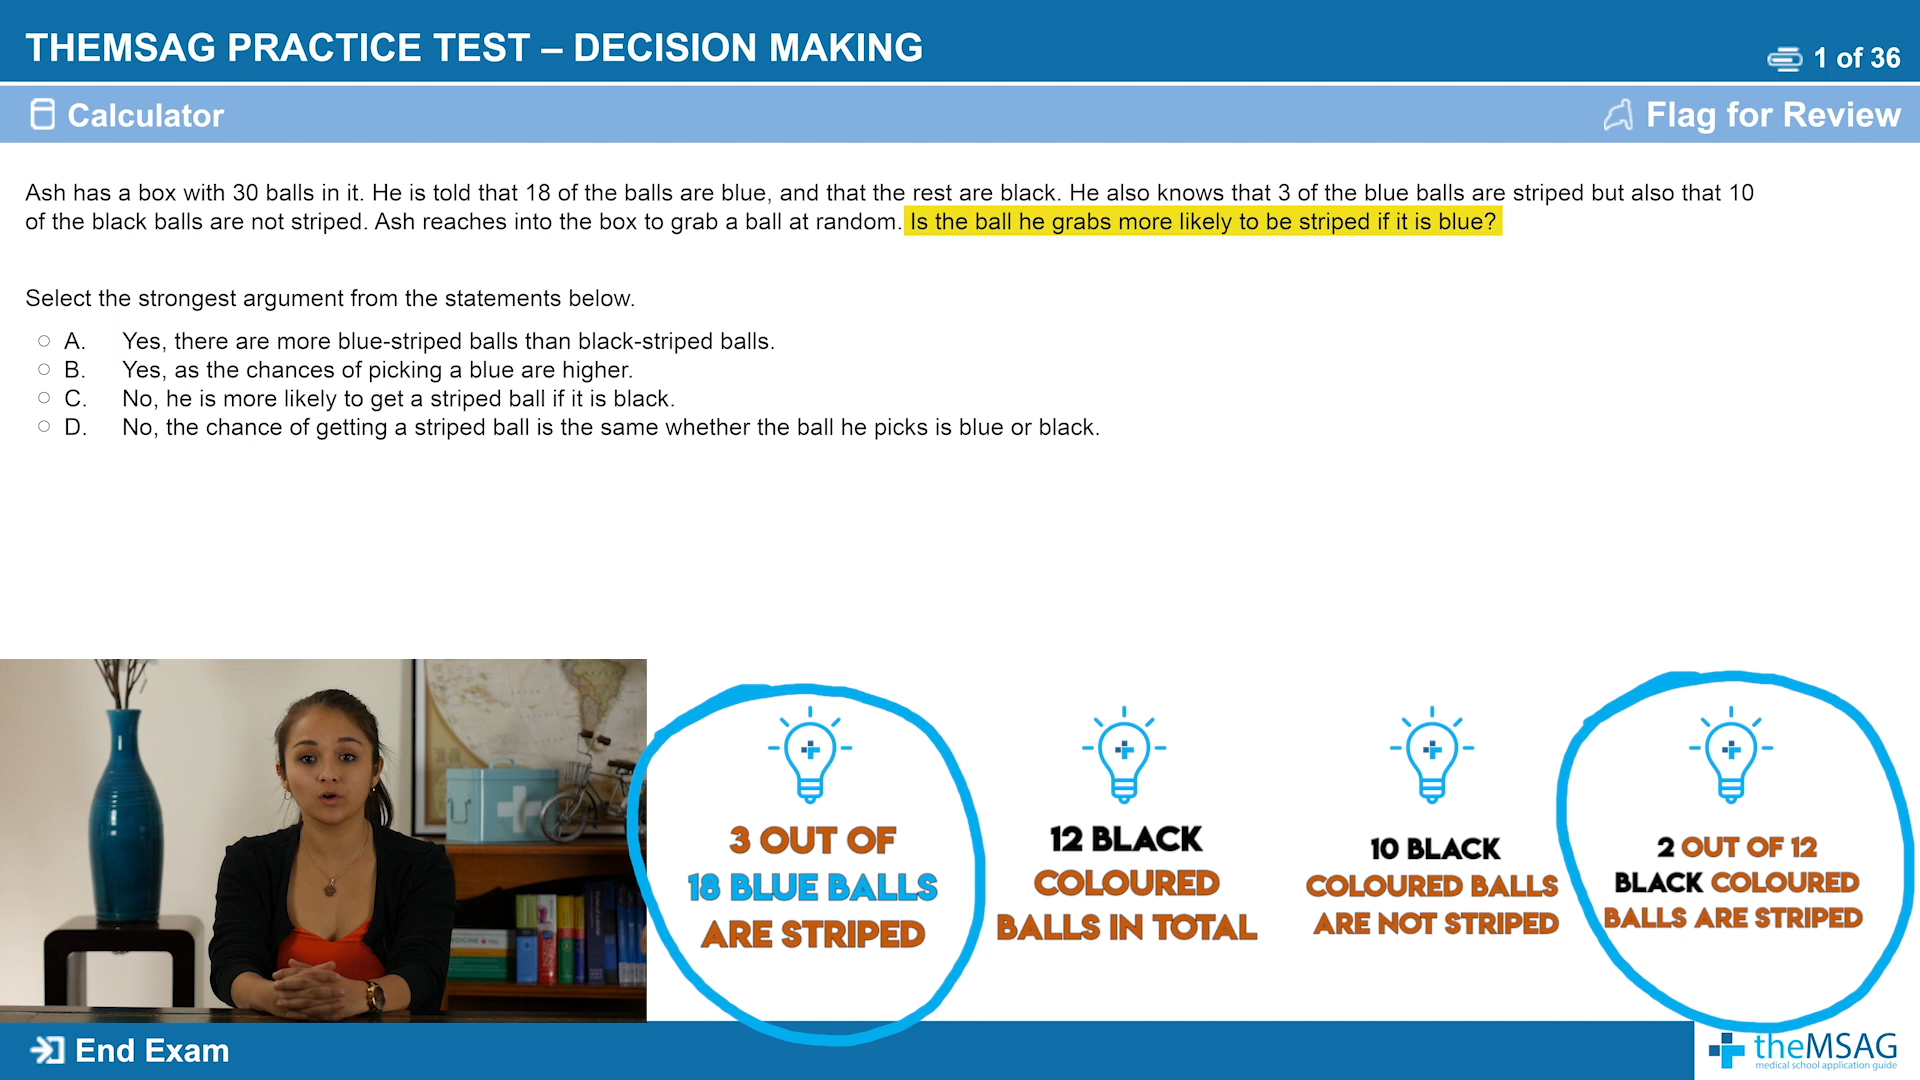 THEMSAG PRACTICE TEST – DECISION MAKING
1 of 36
Calculator
Flag for Review
Ash has a box with 30 balls in it. He is told that 18 of the balls are blue, and that the rest are black. He also knows that 3 of the blue balls are striped but also that 10
of the black balls are not striped. Ash reaches into the box to grab a ball at random. Is the ball he grabs more likely to be striped if it is blue?
Select the strongest argument from the statements below.
A. Yes, there are more blue-striped balls than black-striped balls.
B. Yes, as the chances of picking a blue are higher.
C. No, he is more likely to get a striped ball if it is black.
D. No, the chance of getting a striped ball is the same whether the ball he picks is blue or black.
3 OUT OF
18 BLUE BALLS
ARE STRIPED
12 BLACK
COLOURED
BALLS IN TOTAL
10 BLACK
COLOURED BALLS
ARE NOT STRIPED
2 OUT OF 12
BLACK COLOURED
BALLS ARE STRIPED
End Exam
theMSAG
medical school application guide